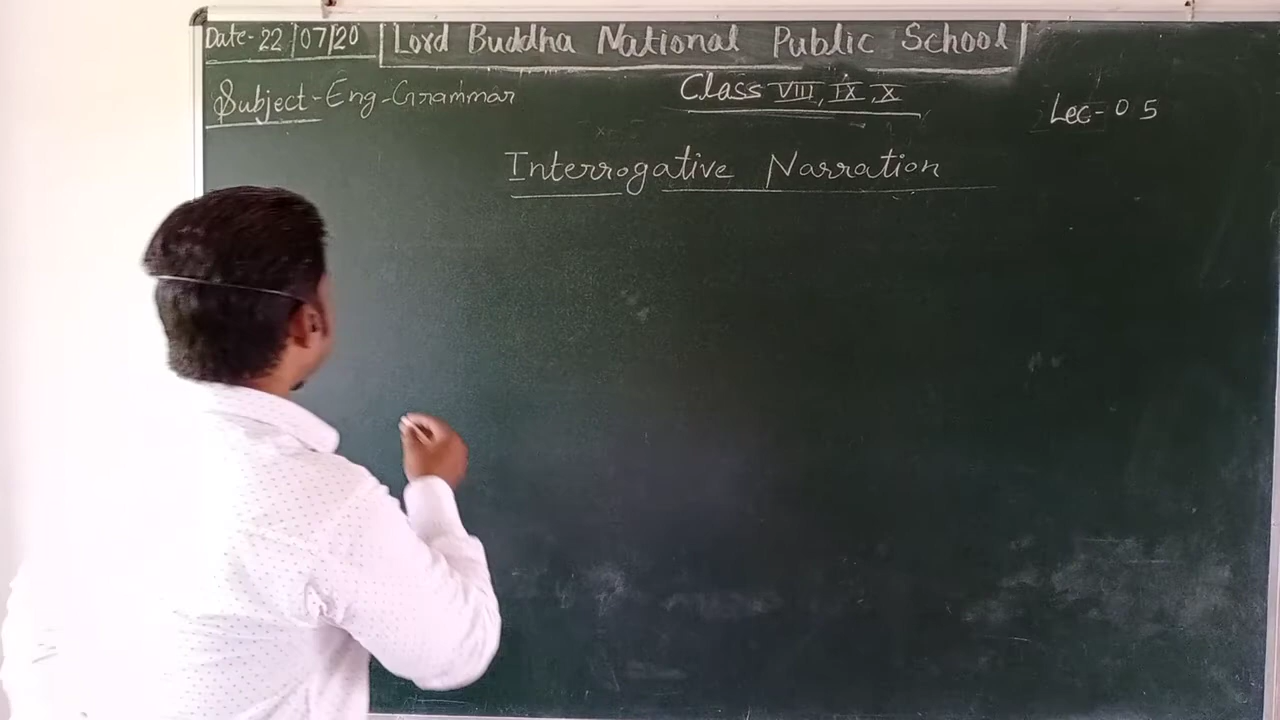 Date- 22/07/20 Lord Buddha National Public School
Subject- Eng-Grammar Class VIII, IX, X Lec- 05
Interrogative Narration